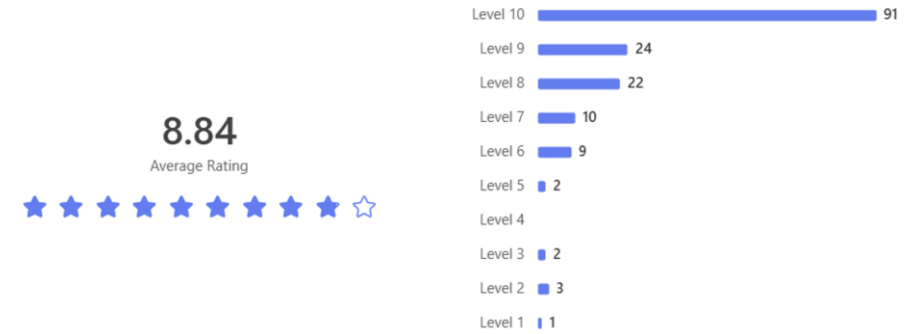 8.84
Average Rating
Level 10 91
Level 9 24
Level 8 22
Level 7 10
Level 6 9
Level 5 2
Level 4
Level 3 2
Level 2 3
Level 1 1